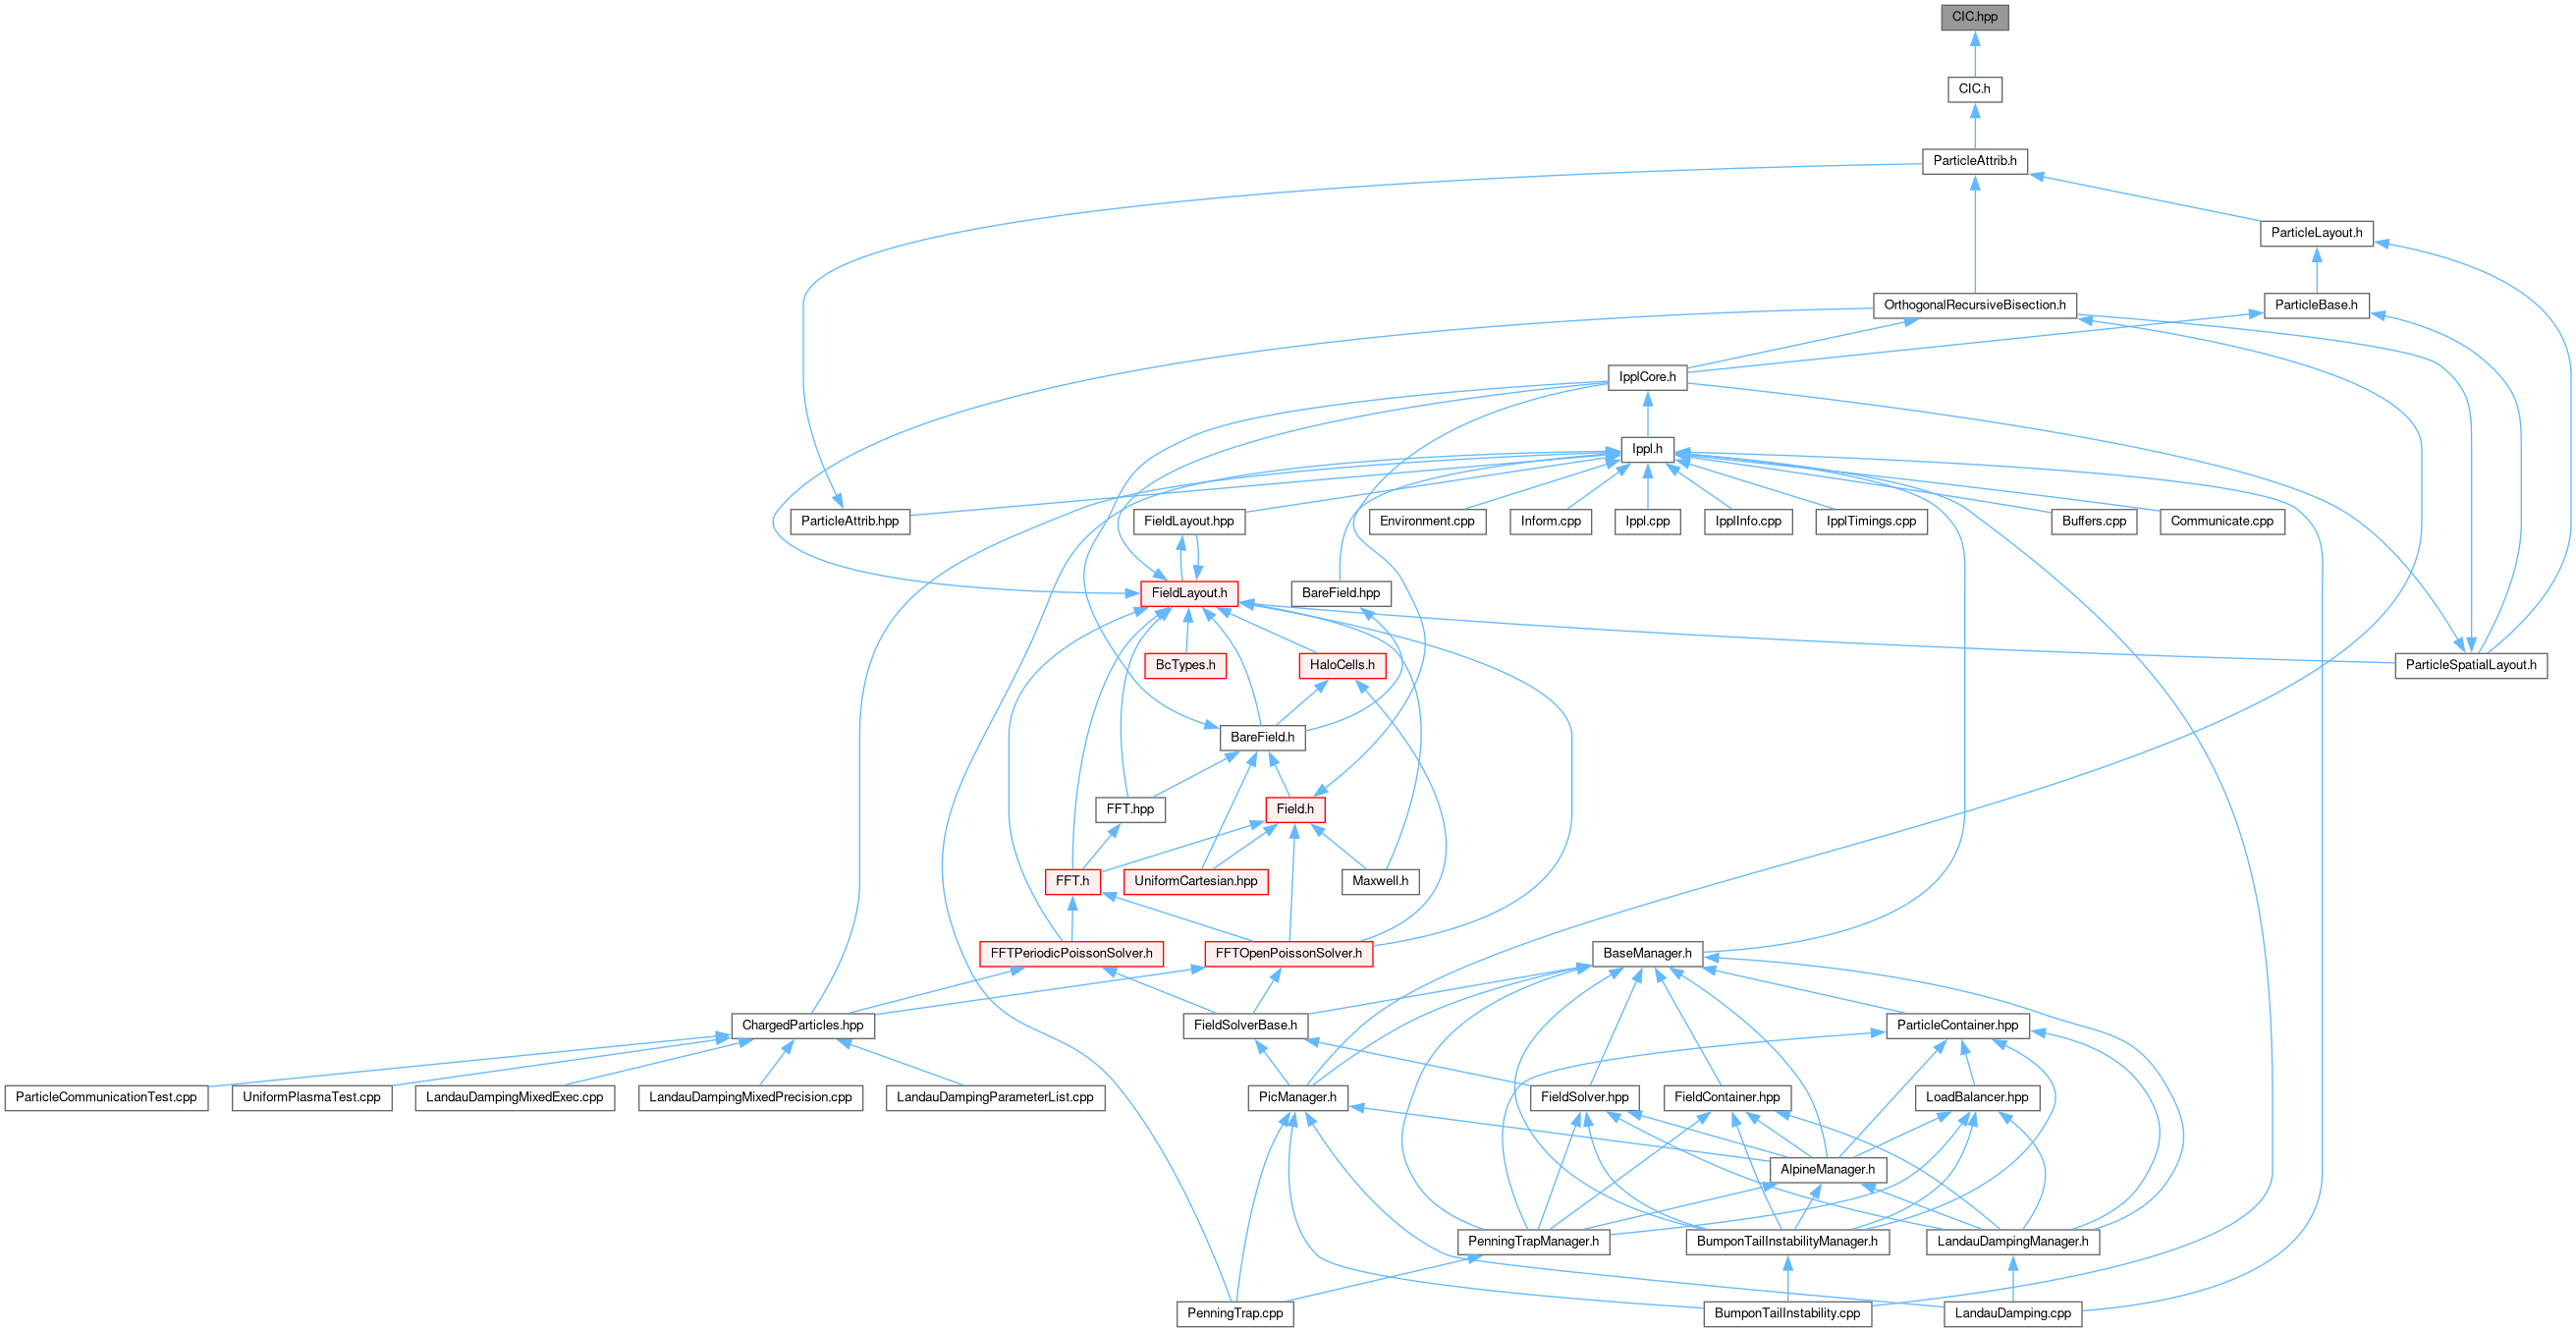 CIC.hpp
CIC.h
ParticleAttrib.h
ParticleLayout.h
OrthogonalRecursiveBisection.h
ParticleBase.h
IpplCore.h
Ippl.h
ParticleAttrib.hpp
FieldLayout.hpp
Environment.cpp
Inform.cpp
Ippl.cpp
IpplInfo.cpp
IpplTimings.cpp
Buffers.cpp
Communicate.cpp
FieldLayout.h
BareField.hpp
BcTypes.h
HaloCells.h
ParticleSpatialLayout.h
BareField.h
FFT.hpp
Field.h
FFT.h
UniformCartesian.hpp
Maxwell.h
FFTPeriodicPoissonSolver.h
FFTOpenPoissonSolver.h
BaseManager.h
ChargedParticles.hpp
FieldSolverBase.h
ParticleContainer.hpp
ParticleCommunicationTest.cpp
UniformPlasmaTest.cpp
LandauDampingMixedExec.cpp
LandauDampingMixedPrecision.cpp
LandauDampingParameterList.cpp
PicManager.h
FieldSolver.hpp
FieldContainer.hpp
LoadBalancer.hpp
AlpineManager.h
PenningTrapManager.h
BumponTailInstabilityManager.h
LandauDampingManager.h
PenningTrap.cpp
BumponTailInstability.cpp
LandauDamping.cpp